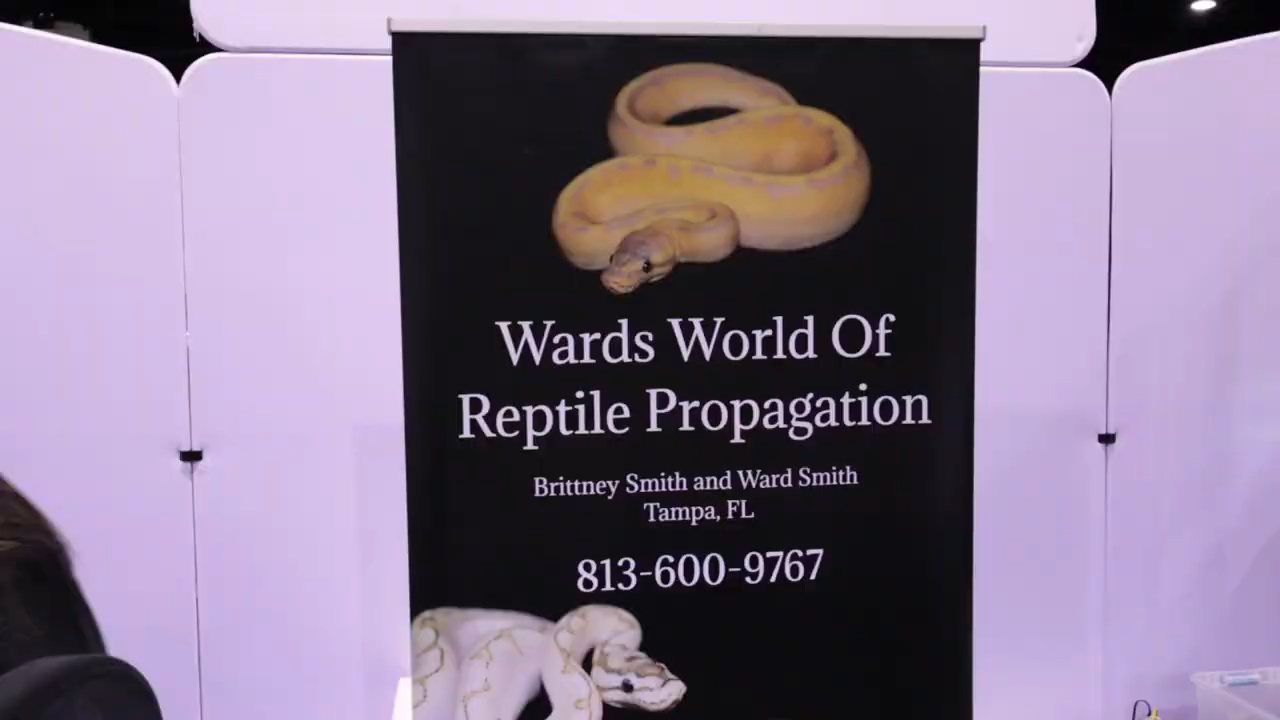 Wards World Of
Reptile Propagation
Brittney Smith and Ward Smith
Tampa, FL
813-600-9767